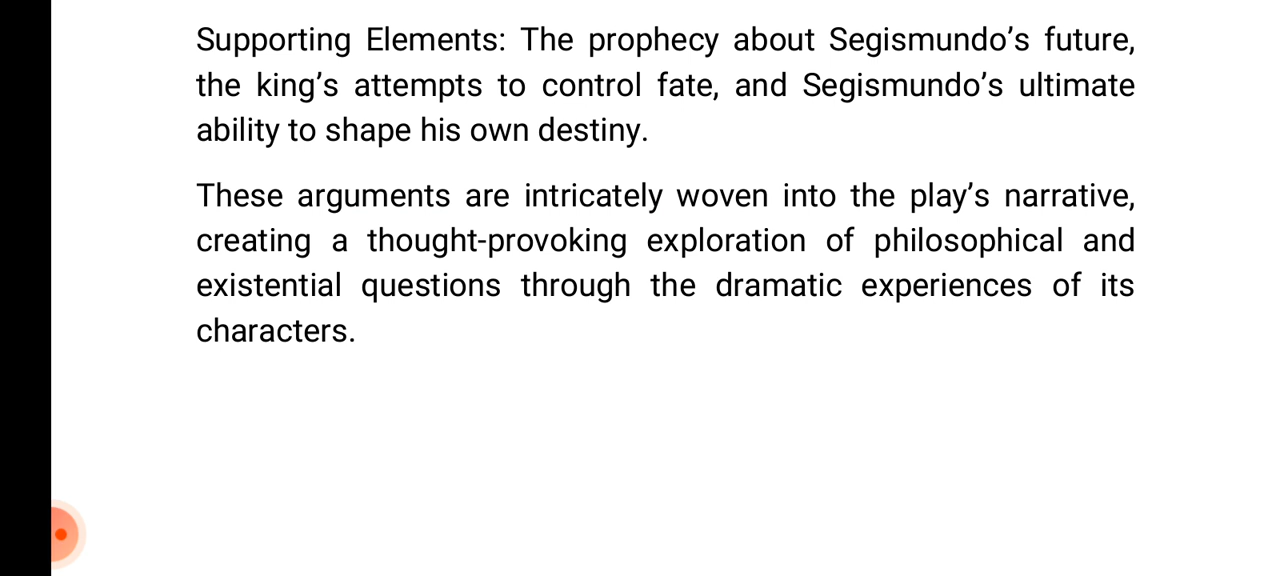 Supporting Elements: The prophecy about Segismundo’s future,
the king’s attempts to control fate, and Segismundo’s ultimate
ability to shape his own destiny.
These arguments are intricately woven into the play’s narrative,
creating a thought-provoking exploration of philosophical and
existential questions through the dramatic experiences of its
characters.